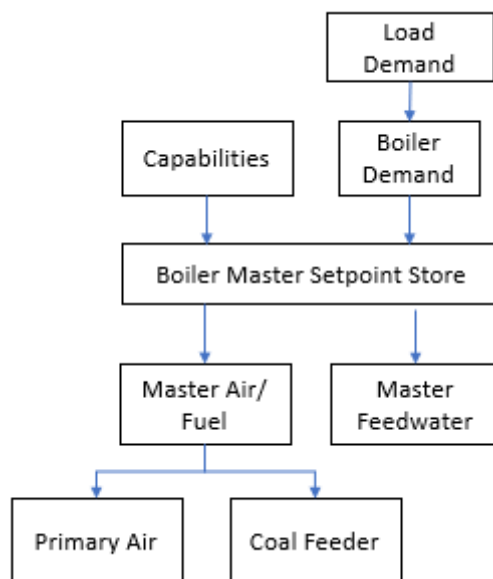 Load
Demand
Capabilities
Boiler
Demand
Boiler Master Setpoint Store
Master Air/
Fuel
Master
Feedwater
Primary Air
Coal Feeder